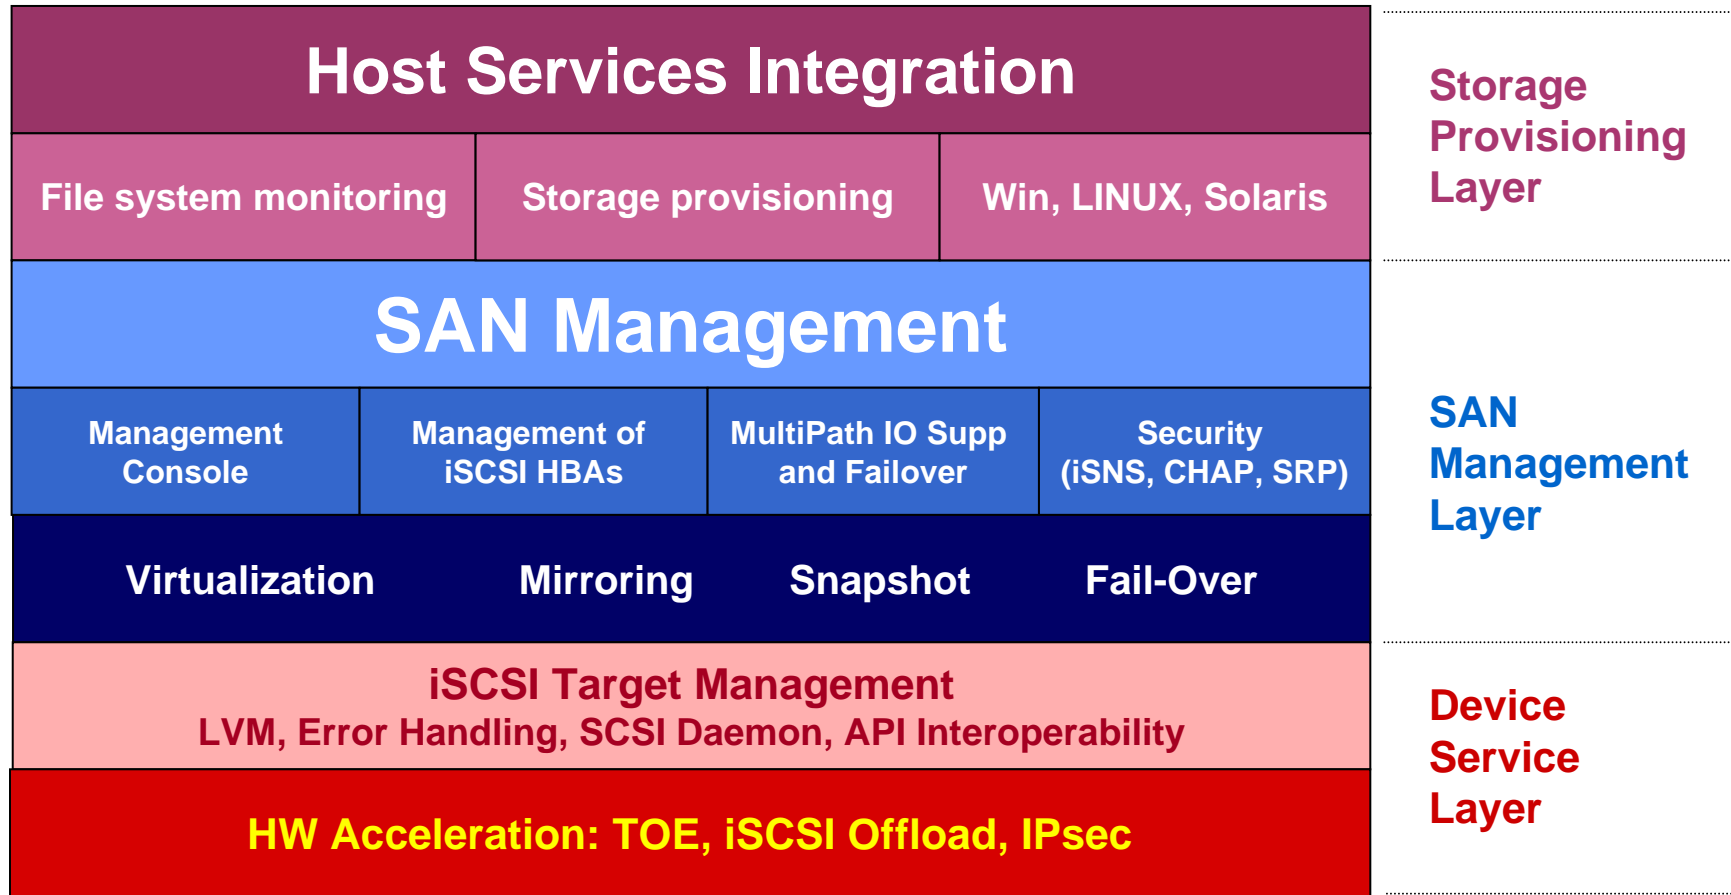 Host Services Integration
File system monitoring
Storage provisioning
Win, LINUX, Solaris
Storage
Provisioning
Layer
SAN Management
Management
Console
Management of
iSCSI HBAs
MultiPath IO Supp
and Failover
Security
(iSNS, CHAP, SRP)
Virtualization
Mirroring
Snapshot
Fail-Over
SAN
Management
Layer
iSCSI Target Management
LVM, Error Handling, SCSI Daemon, API Interoperability
HW Acceleration: TOE, iSCSI Offload, IPsec
Device
Service
Layer